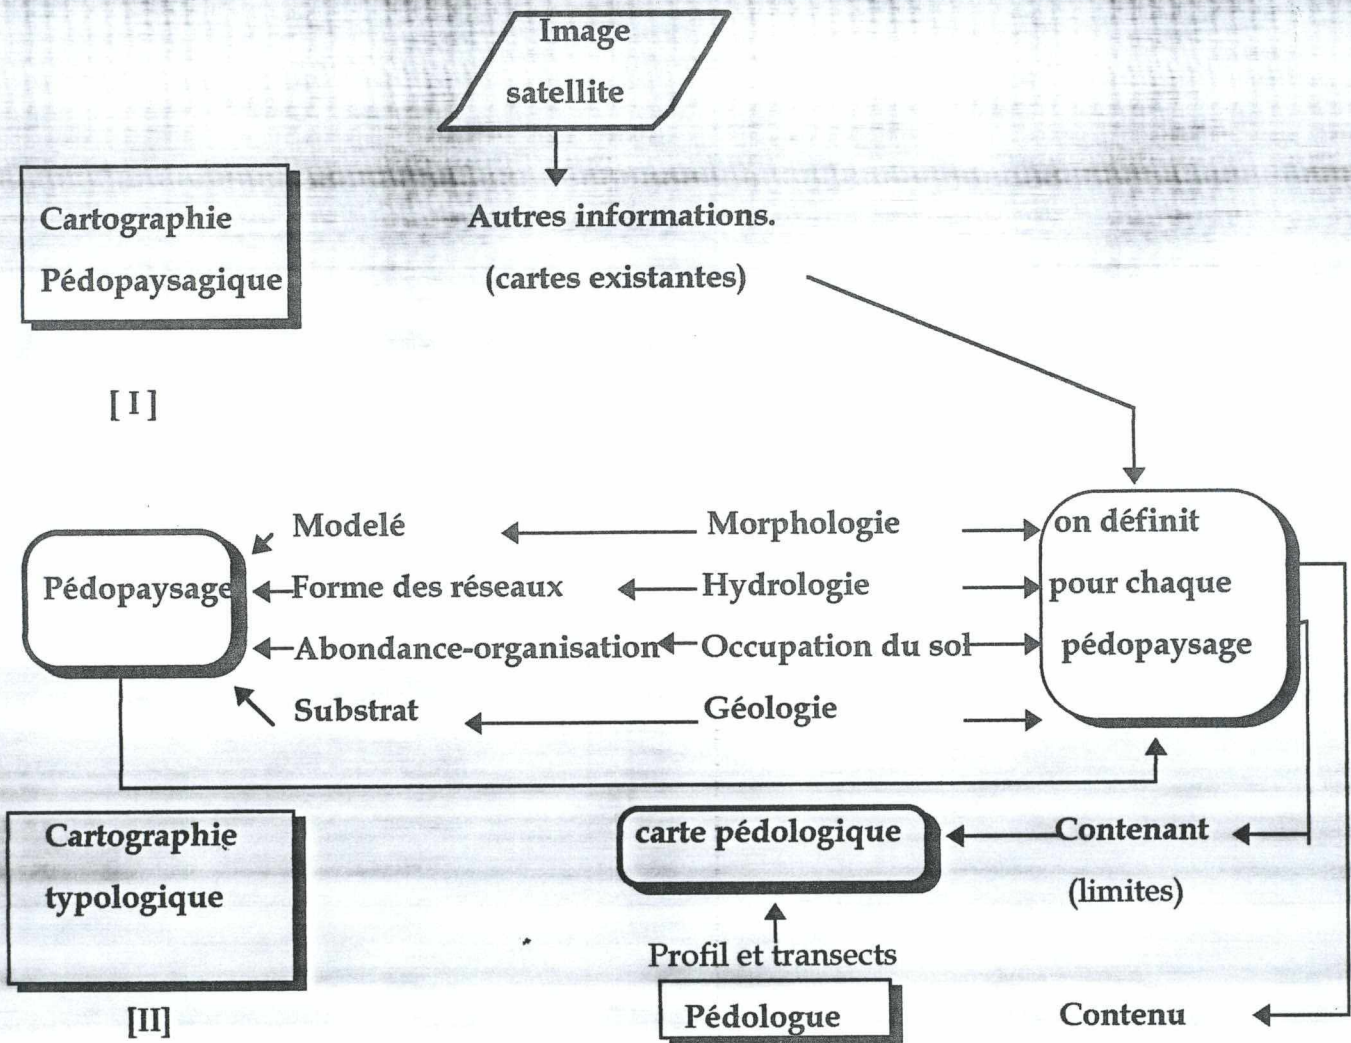 Image
satellite
Cartographie
Pédopaysagique
Autres informations.
(cartes existantes)
[ I ]
Modelé
Morphologie
on définit
Pédopaysage
Forme des réseaux
Hydrologie
pour chaque
Abondance-organisation
Occupation du sol
pédopaysage
Substrat
Géologie
Cartographie
typologique
carte pédologique
Contenant
(limites)
Profil et transects
[II]
Pédologue
Contenu